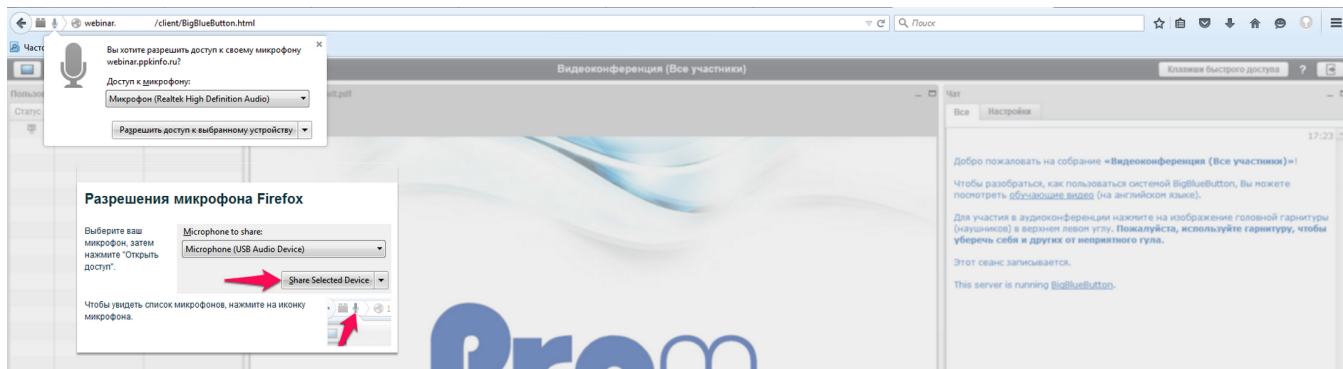 webinar. /client/BigBlueButton.html
Поиск
Часто
Вы хотите разрешить доступ к своему микрофону
webinar.ppkinfo.ru?
Доступ к микрофону:
Микрофон (Realtek High Definition Audio)
Разрешить доступ к выбранному устройству
Видеоконференция (Все участники)
Клавиши быстрого доступа
?
Статус
Разрешения микрофона Firefox
Выберите ваш
микрофон, затем
нажмите "Открыть
доступ".
Microphone to share:
Microphone (USB Audio Device)
Share Selected Device
Чтобы увидеть список микрофонов, нажмите на иконку
микрофона.
Prom
Чат
Все Настройки
17:23
Добро пожаловать на собрание «Видеоконференция (Все участники)»!
Чтобы разобраться, как пользоваться системой BigBlueButton, Вы можете
посмотреть обучающие видео (на английском языке).
Для участия в аудиоконференции нажмите на изображение головной гарнитуры
(наушников) в верхнем левом углу. Пожалуйста, используйте гарнитуру, чтобы
уберечь себя и других от неприятного гула.
Этот сеанс записывается.
This server is running BigBlueButton.